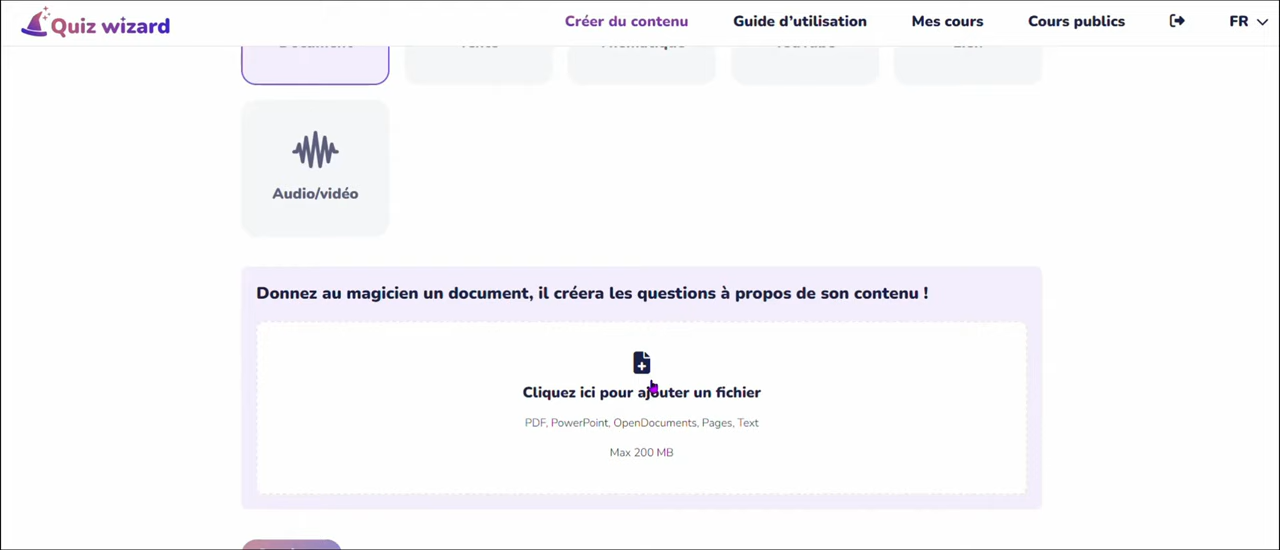 Quiz wizard
Créer du contenu
Guide d’utilisation
Mes cours
Cours publics
FR
Audio/vidéo
Donnez au magicien un document, il créera les questions à propos de son contenu !
Cliquez ici pour ajouter un fichier
PDF, PowerPoint, OpenDocuments, Pages, Text
Max 200 MB